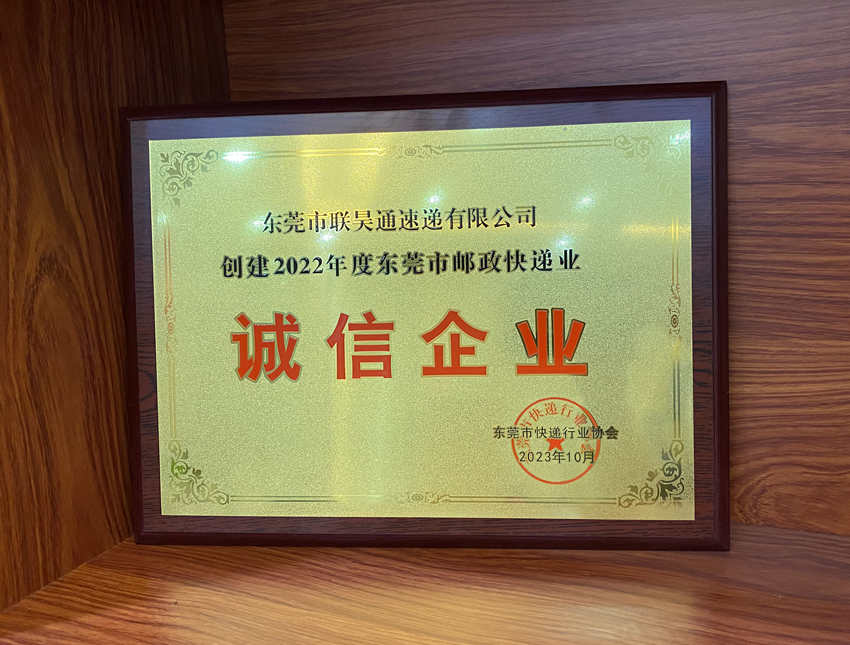 东莞市联昊通速递有限公司
创建2022年度东莞市邮政快递业
诚信企业
东莞市快递行业协会
2023年10月